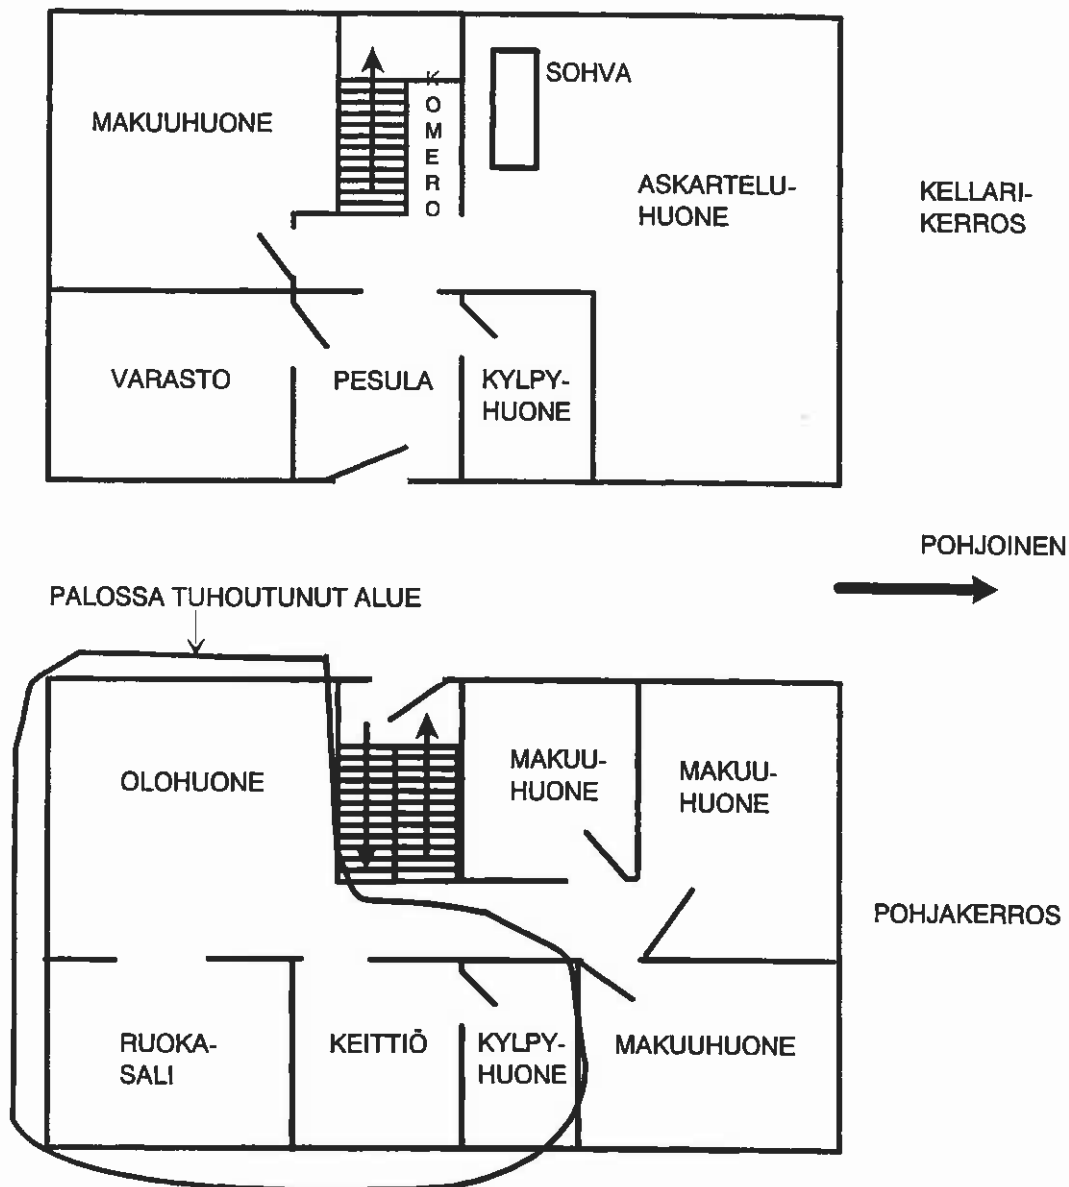 SOHVA
KOMERO
MAKUUHUONE
ASKARTELU-
HUONE
KELLARI-
KERROS
VARASTO
PESULA
KYLPY-
HUONE
POHJOINEN
PALOSSA TUHOUTUNUT ALUE
OLOHUONE
MAKUU-
HUONE
MAKUU-
HUONE
POHJAKERROS
RUOKA-
SALI
KEITTIÖ
KYLPY-
HUONE
MAKUUHUONE